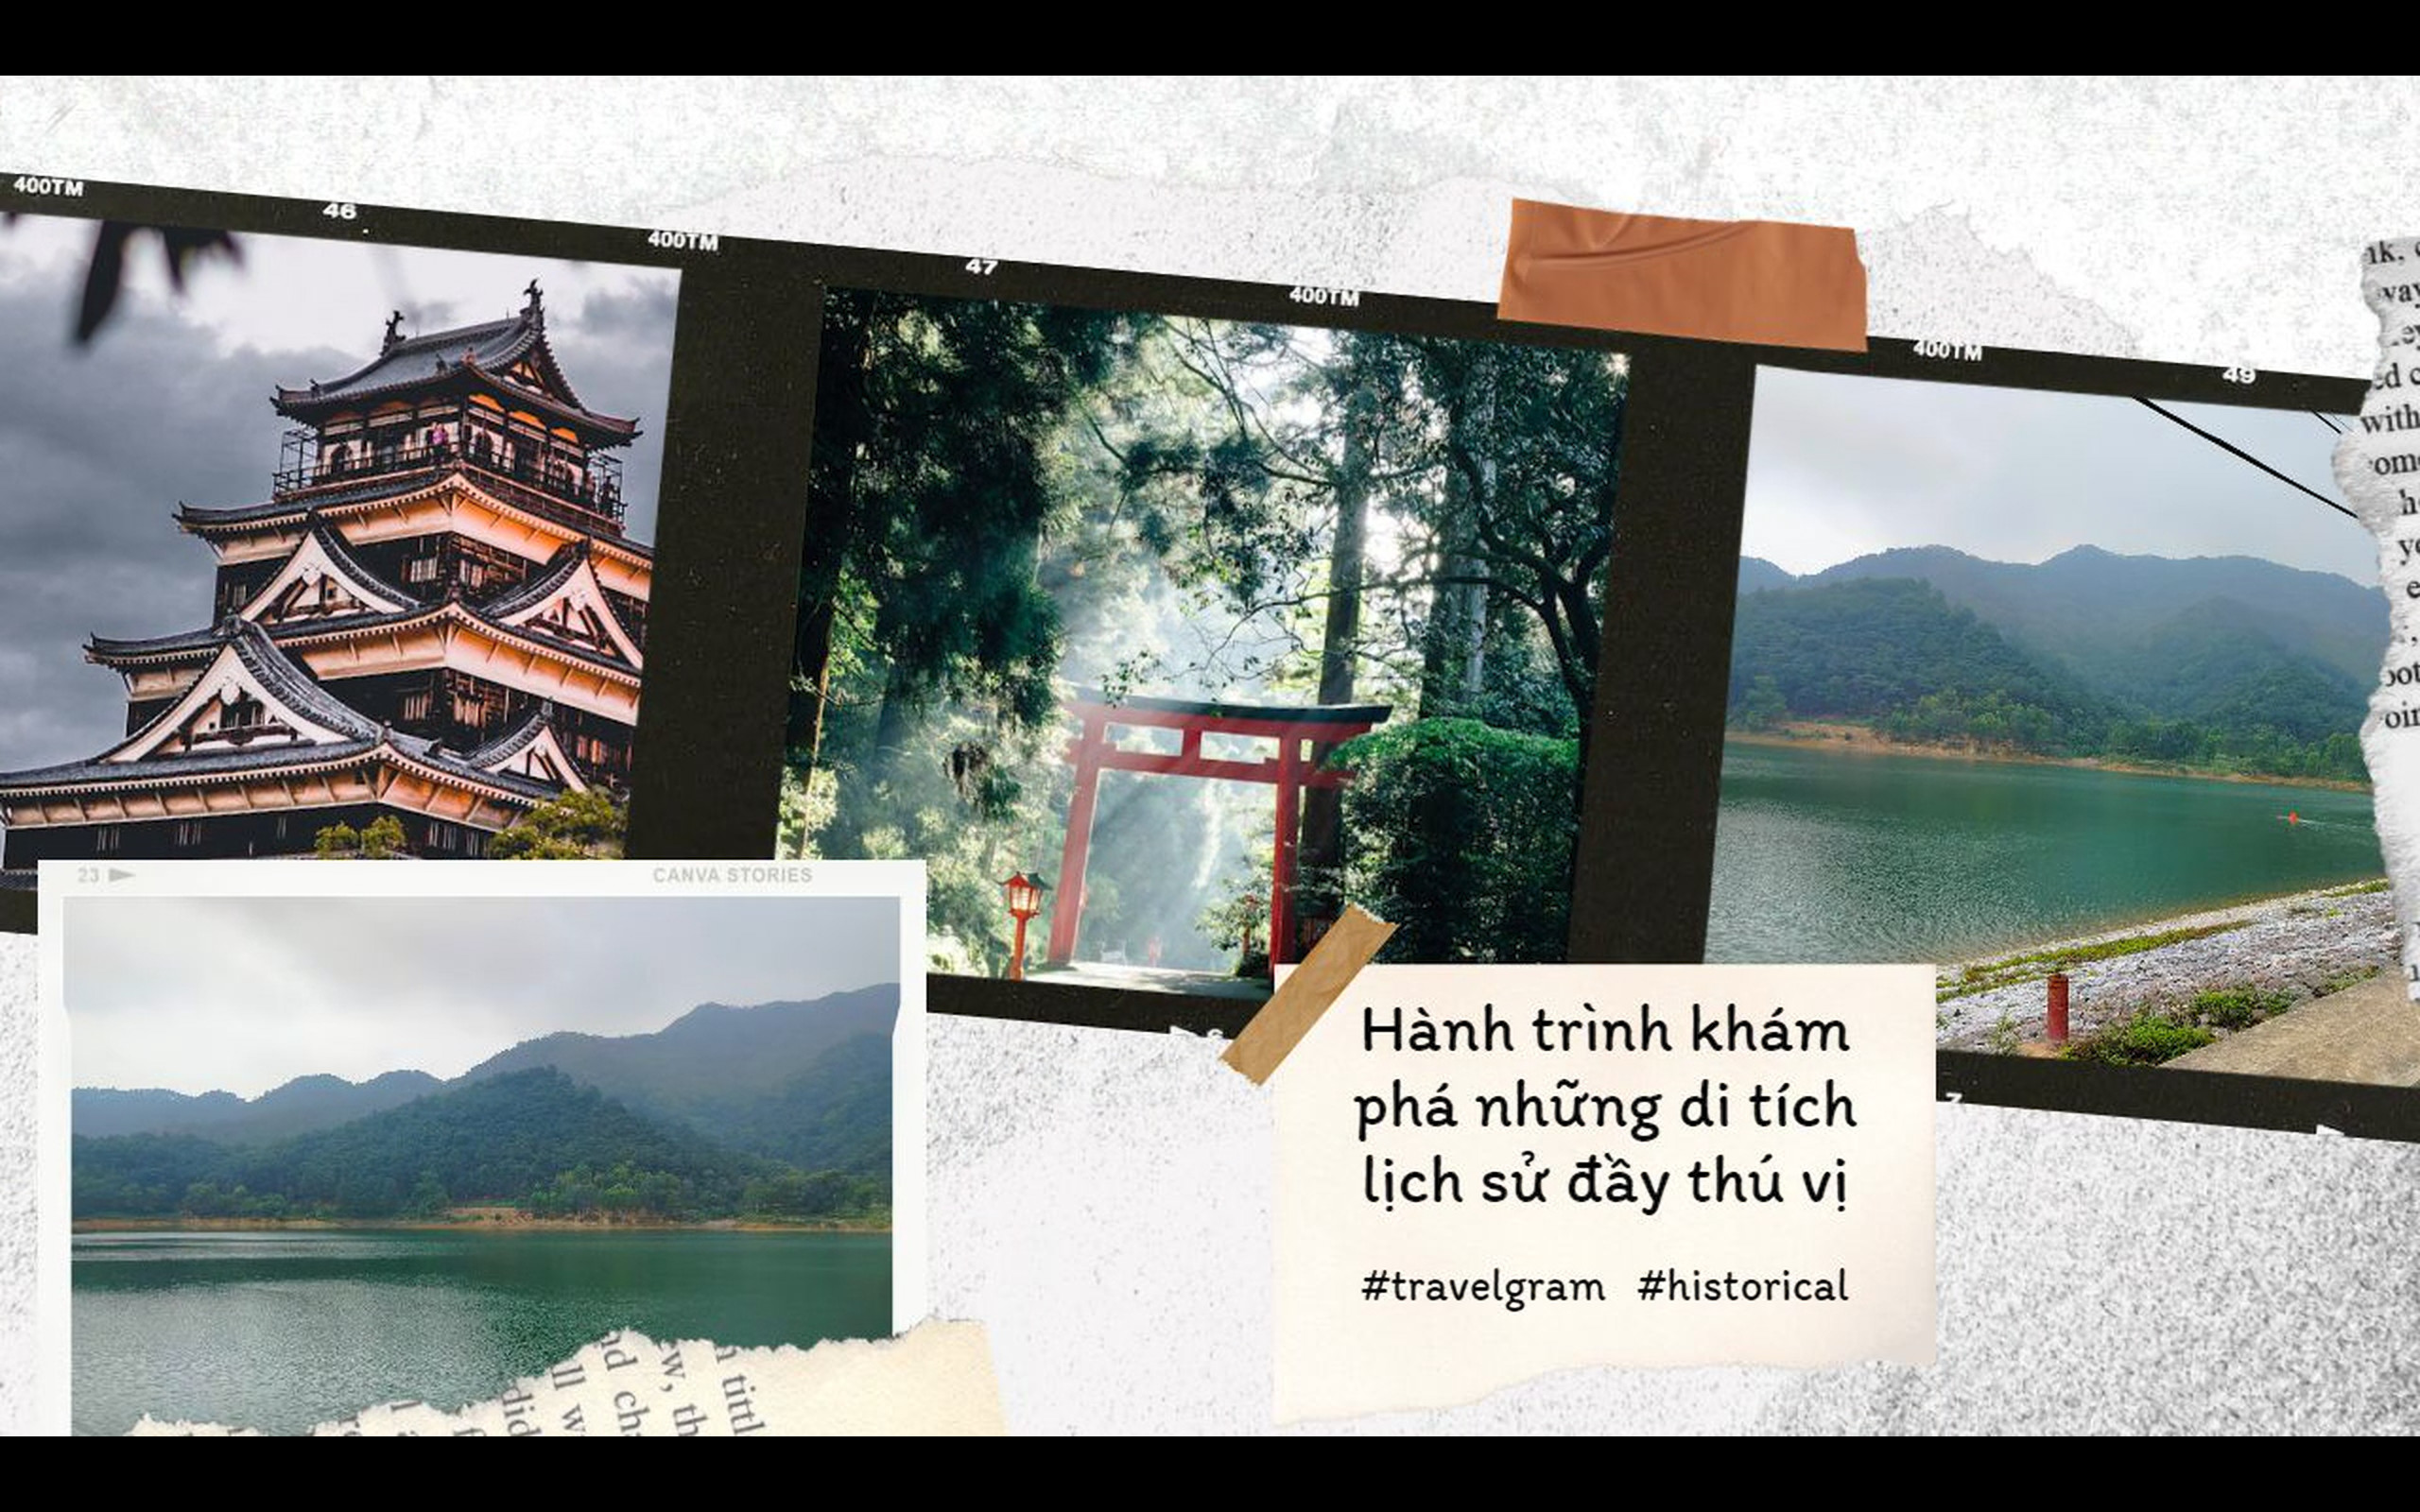 400TM
46
400TM
47
400TM
400TM
49
with
23
CANVA STORIES
Hành trình khám
phá những di tích
lịch sử đầy thú vị
#travelgram #historical